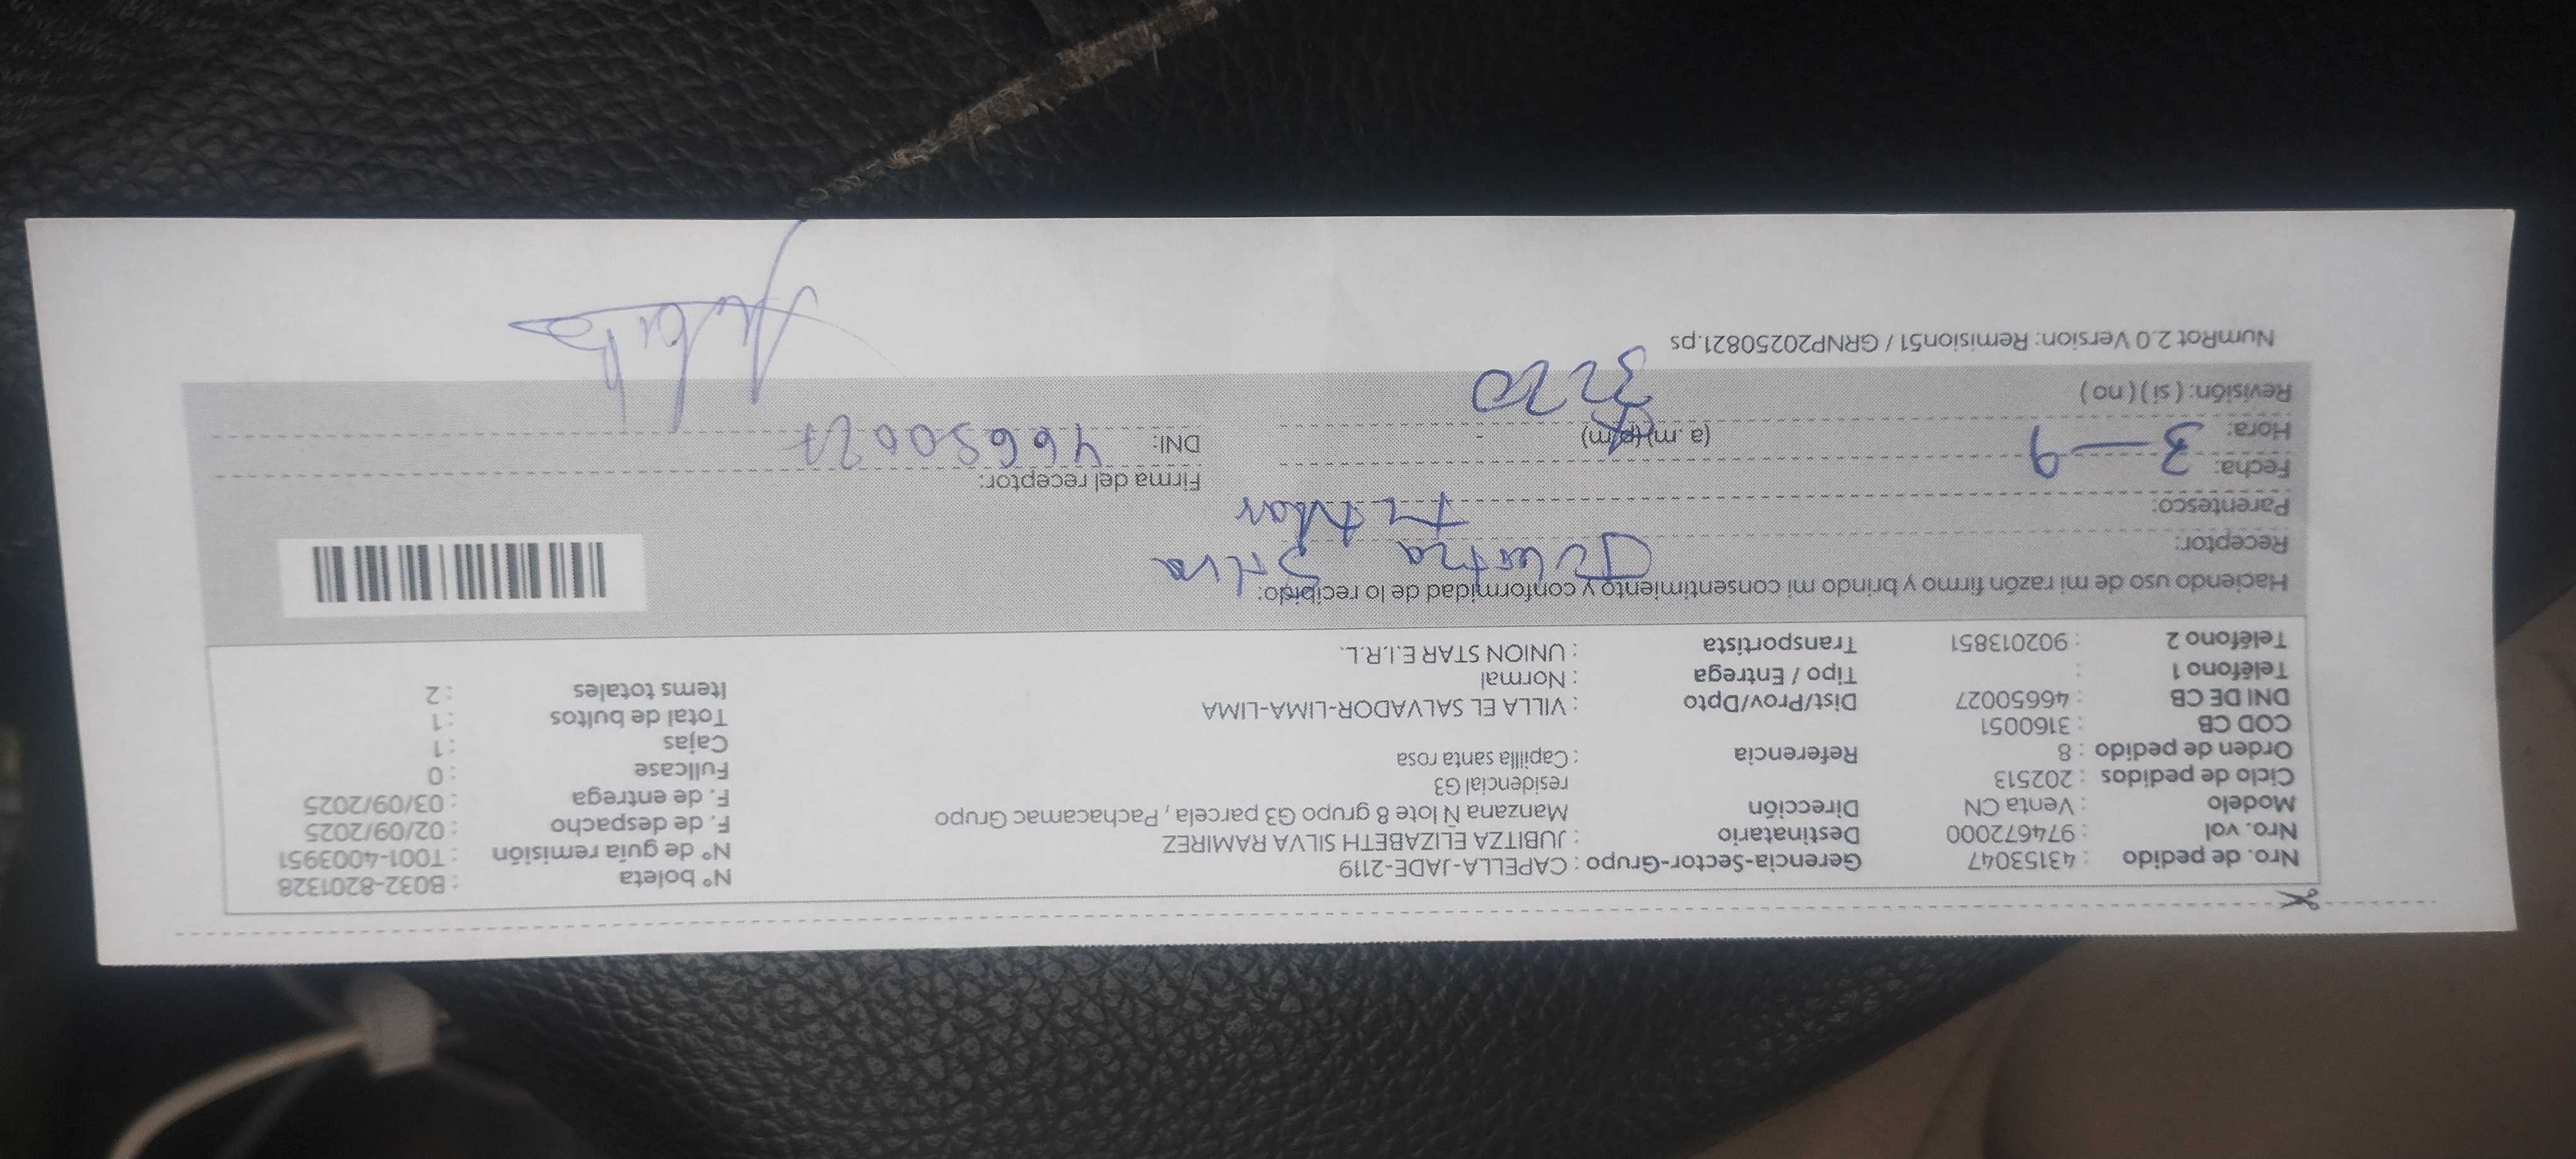 Nro. de pedido : 43153047 Gerencia-Sector-Grupo : CAPELLA-JADE-2119 N° boleta : B032-8201328
Nro. vol : 974672000 Destinatario : JUBITZA ELIZABETH SILVA RAMIREZ N° de guía remisión : T001-4003951
Modelo : Venta CN Dirección Manzana Ñ lote 8 grupo G3 parcela , Pachacamac Grupo F. de despacho : 02/09/2025
Ciclo de pedidos : 202513 residencial G3 F. de entrega : 03/09/2025
Orden de pedido : 8 Referencia : Capilla santa rosa Fullcase : 0
COD CB : 3160051 Cajas : 1
DNI DE CB : 46650027 Dist/Prov/Dpto : VILLA EL SALVADOR-LIMA-LIMA Total de bultos : 1
Teléfono 1 : Tipo / Entrega : Normal Items totales : 2
Teléfono 2 : 902013851 Transportista : UNION STAR E.I.R.L.
Haciendo uso de mi razón firmo y brindo mi consentimiento y conformidad de lo recibido:
Receptor: Silva
Parentesco: Titular
Fecha: 3-9 Firma del receptor:
Hora: (a .m) (p/m) DNI: 46650027
Revisión: ( si ) ( no ) 3220
NumRot 2.0 Version: Remision51 / GRNP20250821.ps